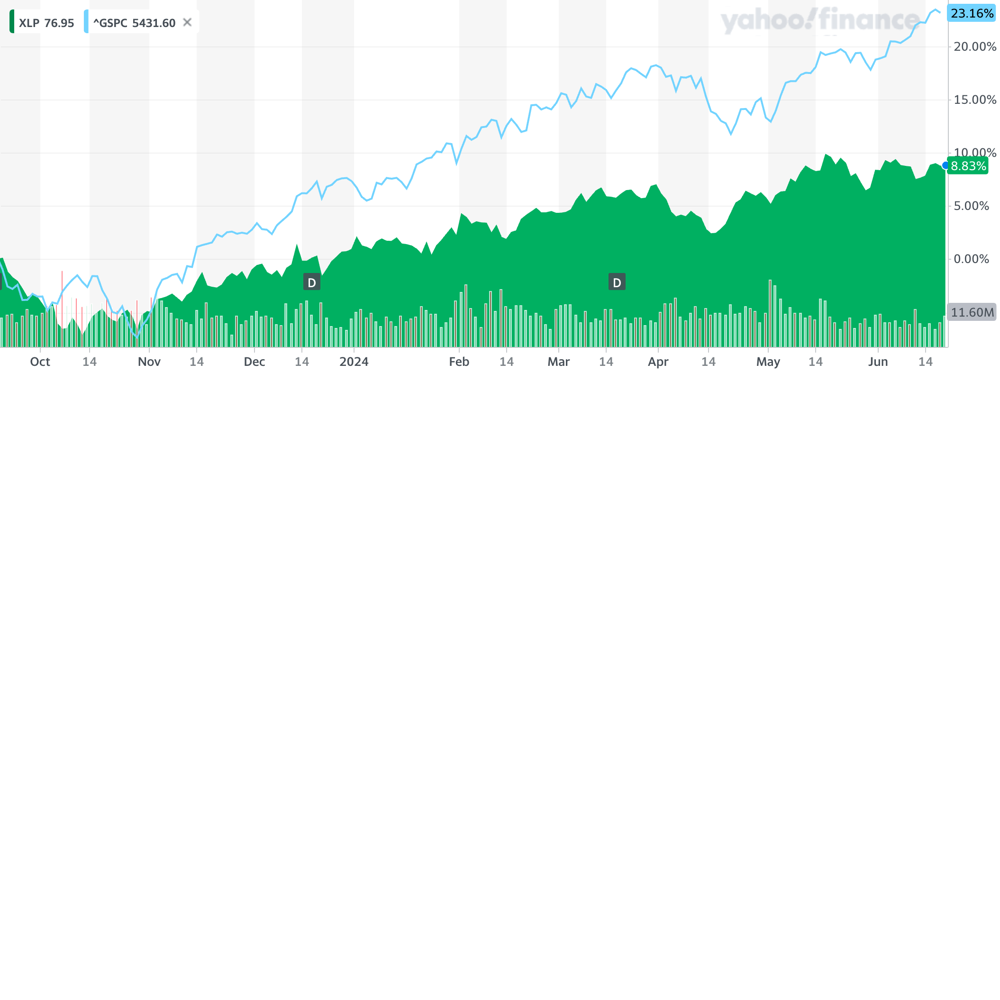 XLP 76.95 ^GSPC 5431.60 ✕
yahoo!finance
23.16%
20.00%
15.00%
10.00%
8.83%
5.00%
0.00%
D D
11.60M
Oct 14 Nov 14 Dec 14 2024 Feb 14 Mar 14 Apr 14 May 14 Jun 14